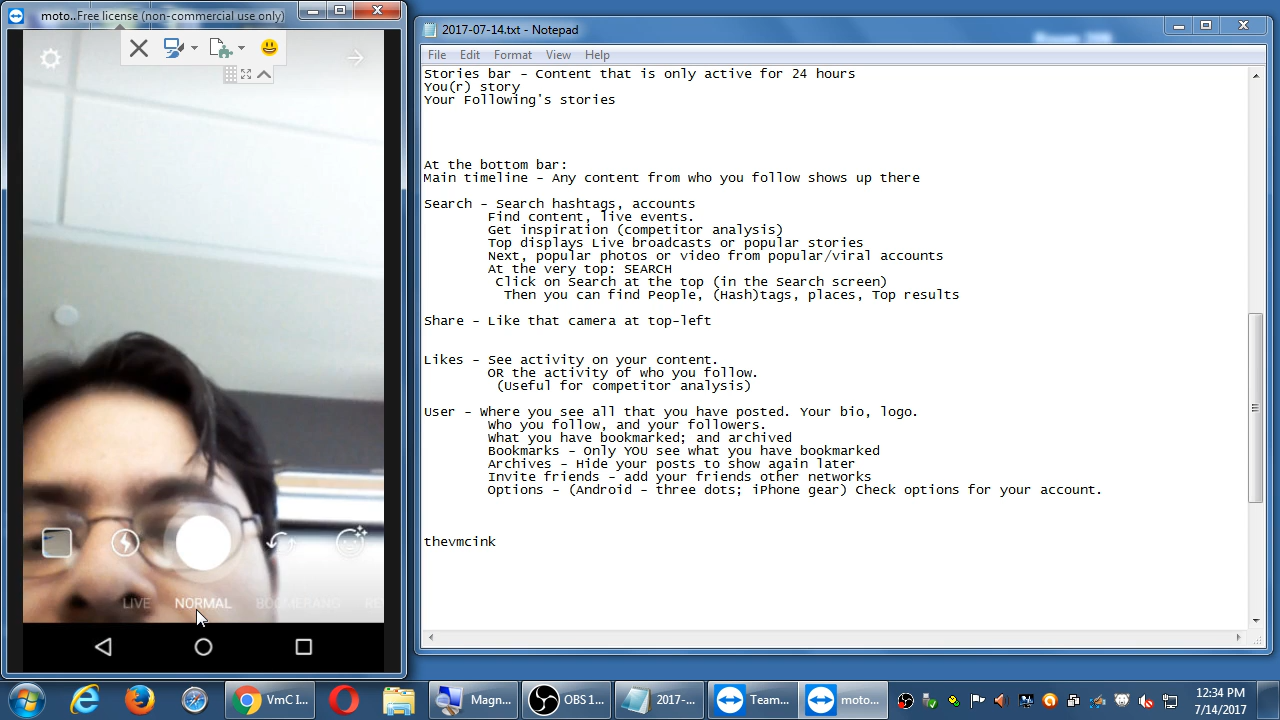 moto..Free license (non-commercial use only)
LIVE
NORMAL
BOOMERANG
RE
2017-07-14.txt - Notepad
File Edit Format View Help
Stories bar - Content that is only active for 24 hours
You(r) story
Your Following's stories
At the bottom bar:
Main timeline - Any content from who you follow shows up there
Search - Search hashtags, accounts
Find content, live events.
Get inspiration (competitor analysis)
Top displays Live broadcasts or popular stories
Next, popular photos or video from popular/viral accounts
At the very top: SEARCH
Click on Search at the top (in the Search screen)
Then you can find People, (Hash)tags, places, Top results
Share - Like that camera at top-left
Likes - See activity on your content.
OR the activity of who you follow.
(Useful for competitor analysis)
User - Where you see all that you have posted. Your bio, logo.
Who you follow, and your followers.
What you have bookmarked; and archived
Bookmarks - Only YOU see what you have bookmarked
Archives - Hide your posts to show again later
Invite friends - add your friends other networks
Options - (Android - three dots; iPhone gear) Check options for your account.
thevmcink
VmC I...
Magn...
OBS 1...
2017-...
Team...
moto...
12:34 PM
7/14/2017